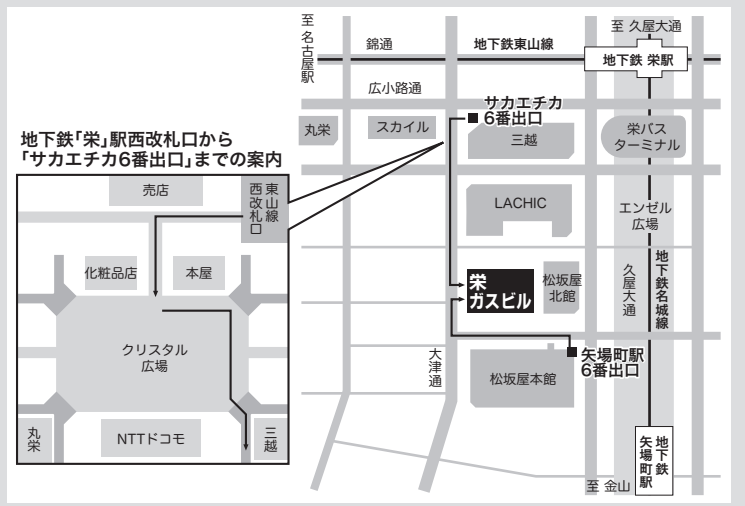 至 名古屋駅
錦通
地下鉄東山線
至 久屋大通
地下鉄 栄駅
広小路通
丸栄
スカイル
サカエチカ
6番出口
三越
栄バス
ターミナル
地下鉄｢栄｣駅西改札口から
｢サカエチカ6番出口｣までの案内
売店
東山線
西改札口
化粧品店
本屋
クリスタル
広場
丸栄
NTTドコモ
三越
LACHIC
エンゼル
広場
栄
ガスビル
松坂屋
北館
久屋大通
地下鉄名城線
大津通
矢場町駅
6番出口
松坂屋本館
地下鉄
矢場町駅
至 金山